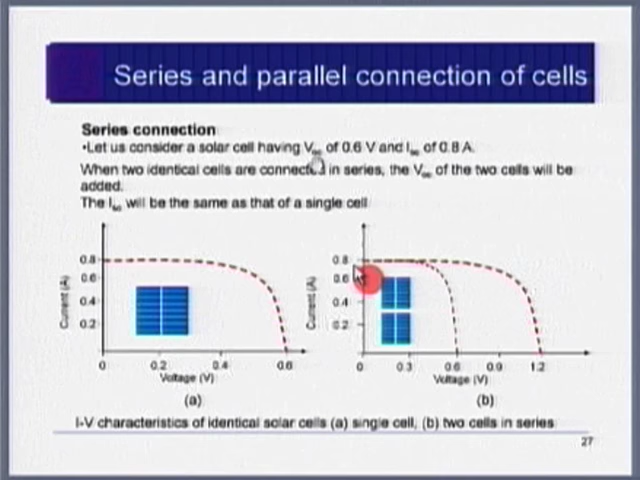 Series and parallel connection of cells
Series connection
•Let us consider a solar cell having Voc of 0.6 V and Isc of 0.8 A.
When two identical cells are connected in series, the Voc of the two cells will be
added.
The Isc will be the same as that of a single cell
Current (A)
0.8
0.6
0.4
0.2
0 0.2 0.4 0.6
Voltage (V)
(a)
Current (A)
0.8
0.6
0.4
0.2
0 0.3 0.6 0.9 1.2
Voltage (V)
(b)
I-V characteristics of identical solar cells (a) single cell, (b) two cells in series
27